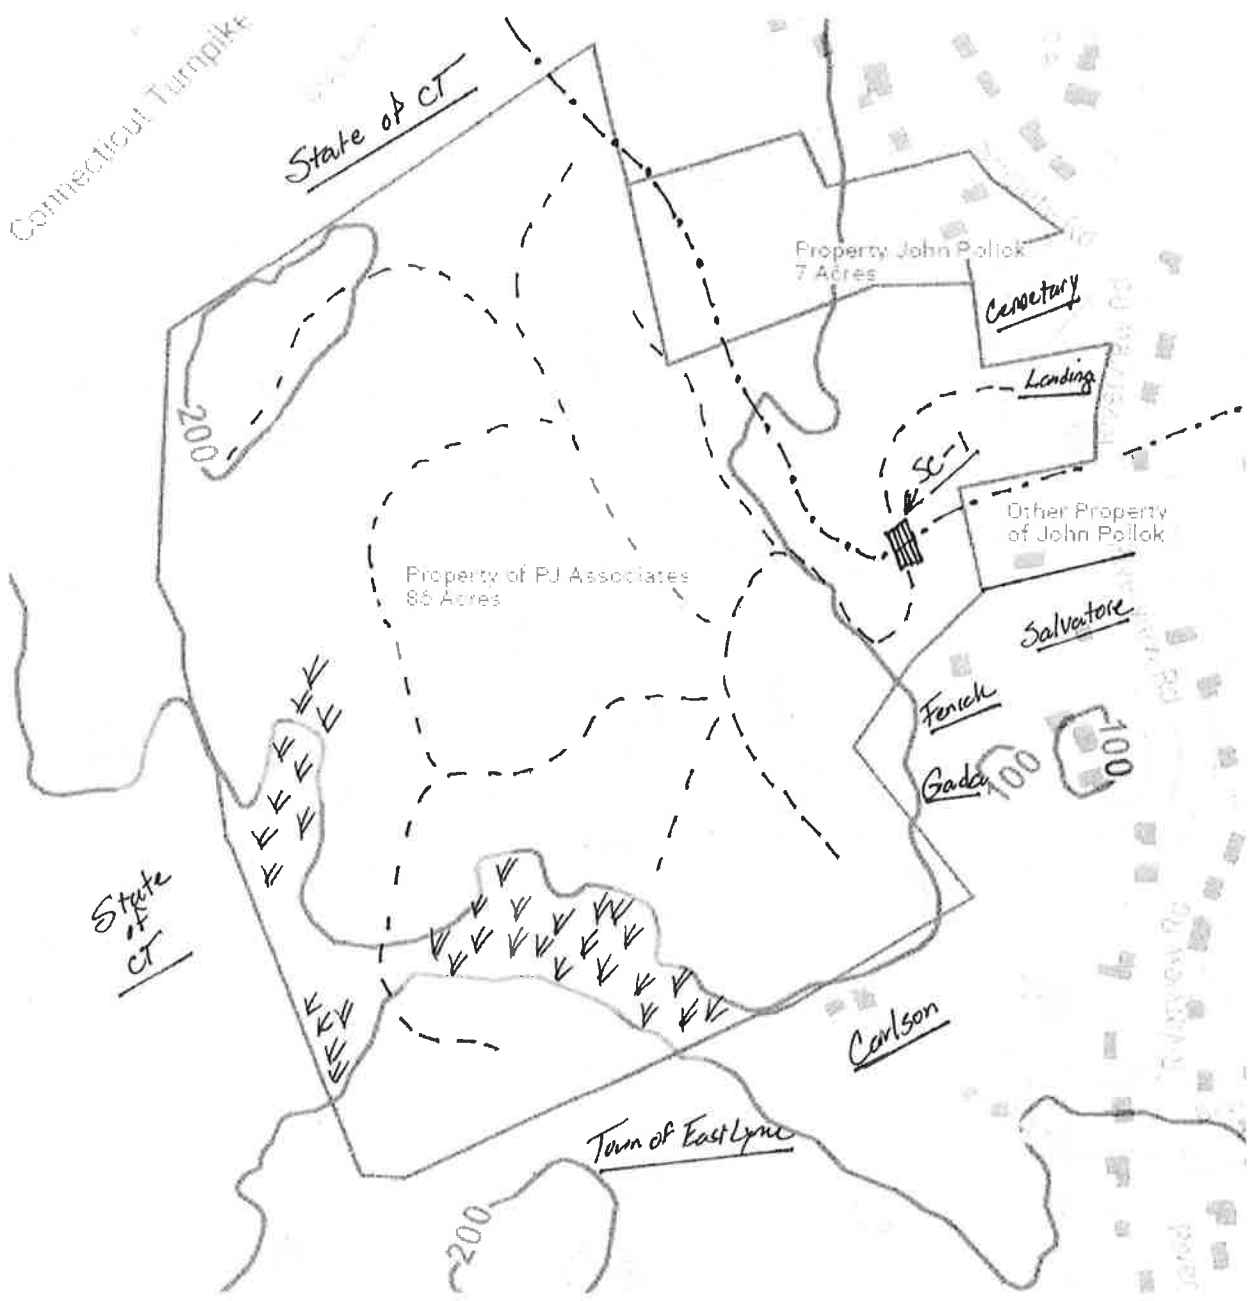 Connecticut Turnpike
State of CT
Property John Pollok
7 Acres
Cemetary
Landing
200
SC-1
Other Property
of John Pollok
Property of PJ Associates
86 Acres
Salvatore
Fenick
100
Gada
100
State
of
CT
Carlson
Town of East Lyme
200